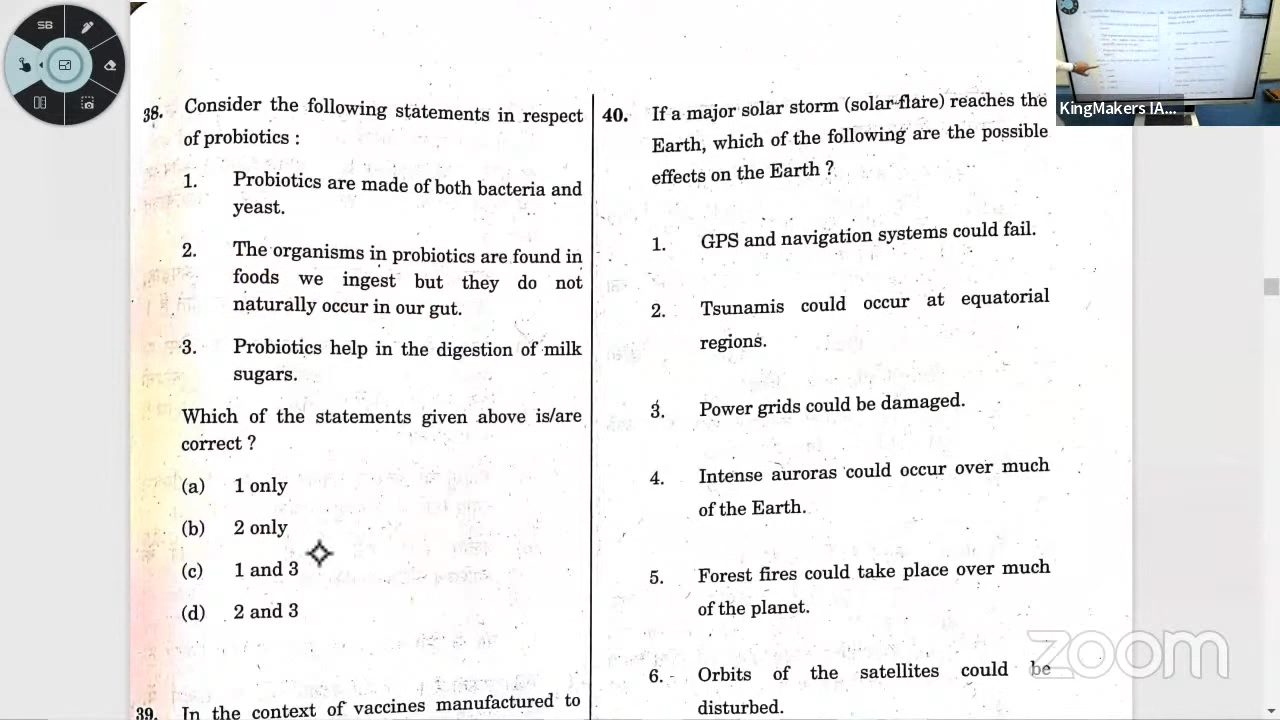 SB
KingMakers IA...
38. Consider the following statements in respect
of probiotics :
1. Probiotics are made of both bacteria and
yeast.
2. The organisms in probiotics are found in
foods we ingest but they do not
naturally occur in our gut.
3. Probiotics help in the digestion of milk
sugars.
Which of the statements given above is/are
correct ?
(a) 1 only
(b) 2 only
(c) 1 and 3
(d) 2 and 3
39. In the context of vaccines manufactured to
40. If a major solar storm (solar-flare) reaches the
Earth, which of the following are the possible
effects on the Earth ?
1. GPS and navigation systems could fail.
2. Tsunamis could occur at equatorial
regions.
3. Power grids could be damaged.
4. Intense auroras could occur over much
of the Earth.
5. Forest fires could take place over much
of the planet.
6. Orbits of the satellites could be
disturbed.
zoom